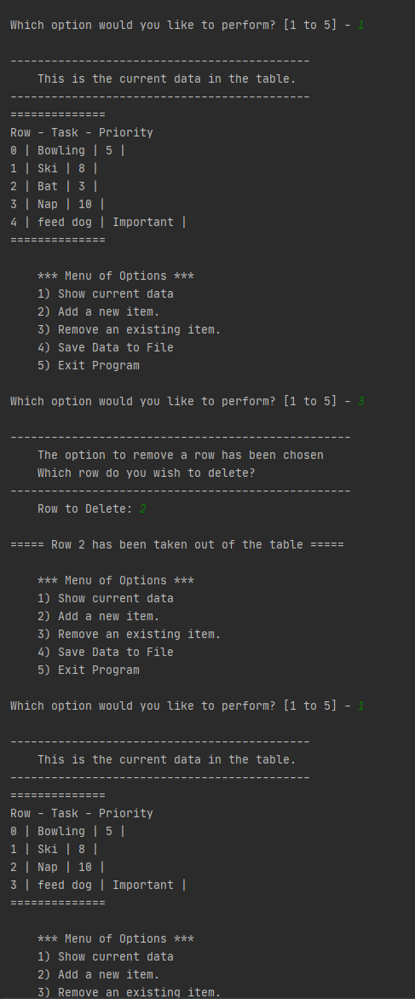 Which option would you like to perform? [1 to 5] - 1
-------------------------------------------
    This is the current data in the table.
-------------------------------------------
==============
Row - Task - Priority
0 | Bowling | 5 |
1 | Ski | 8 |
2 | Bat | 3 |
3 | Nap | 10 |
4 | feed dog | Important |
==============
    *** Menu of Options ***
    1) Show current data
    2) Add a new item.
    3) Remove an existing item.
    4) Save Data to File
    5) Exit Program
Which option would you like to perform? [1 to 5] - 3
-------------------------------------------------
    The option to remove a row has been chosen
    Which row do you wish to delete?
-------------------------------------------------
    Row to Delete: 2
===== Row 2 has been taken out of the table =====
    *** Menu of Options ***
    1) Show current data
    2) Add a new item.
    3) Remove an existing item.
    4) Save Data to File
    5) Exit Program
Which option would you like to perform? [1 to 5] - 1
-------------------------------------------
    This is the current data in the table.
-------------------------------------------
==============
Row - Task - Priority
0 | Bowling | 5 |
1 | Ski | 8 |
2 | Nap | 10 |
3 | feed dog | Important |
==============
    *** Menu of Options ***
    1) Show current data
    2) Add a new item.
    3) Remove an existing item.